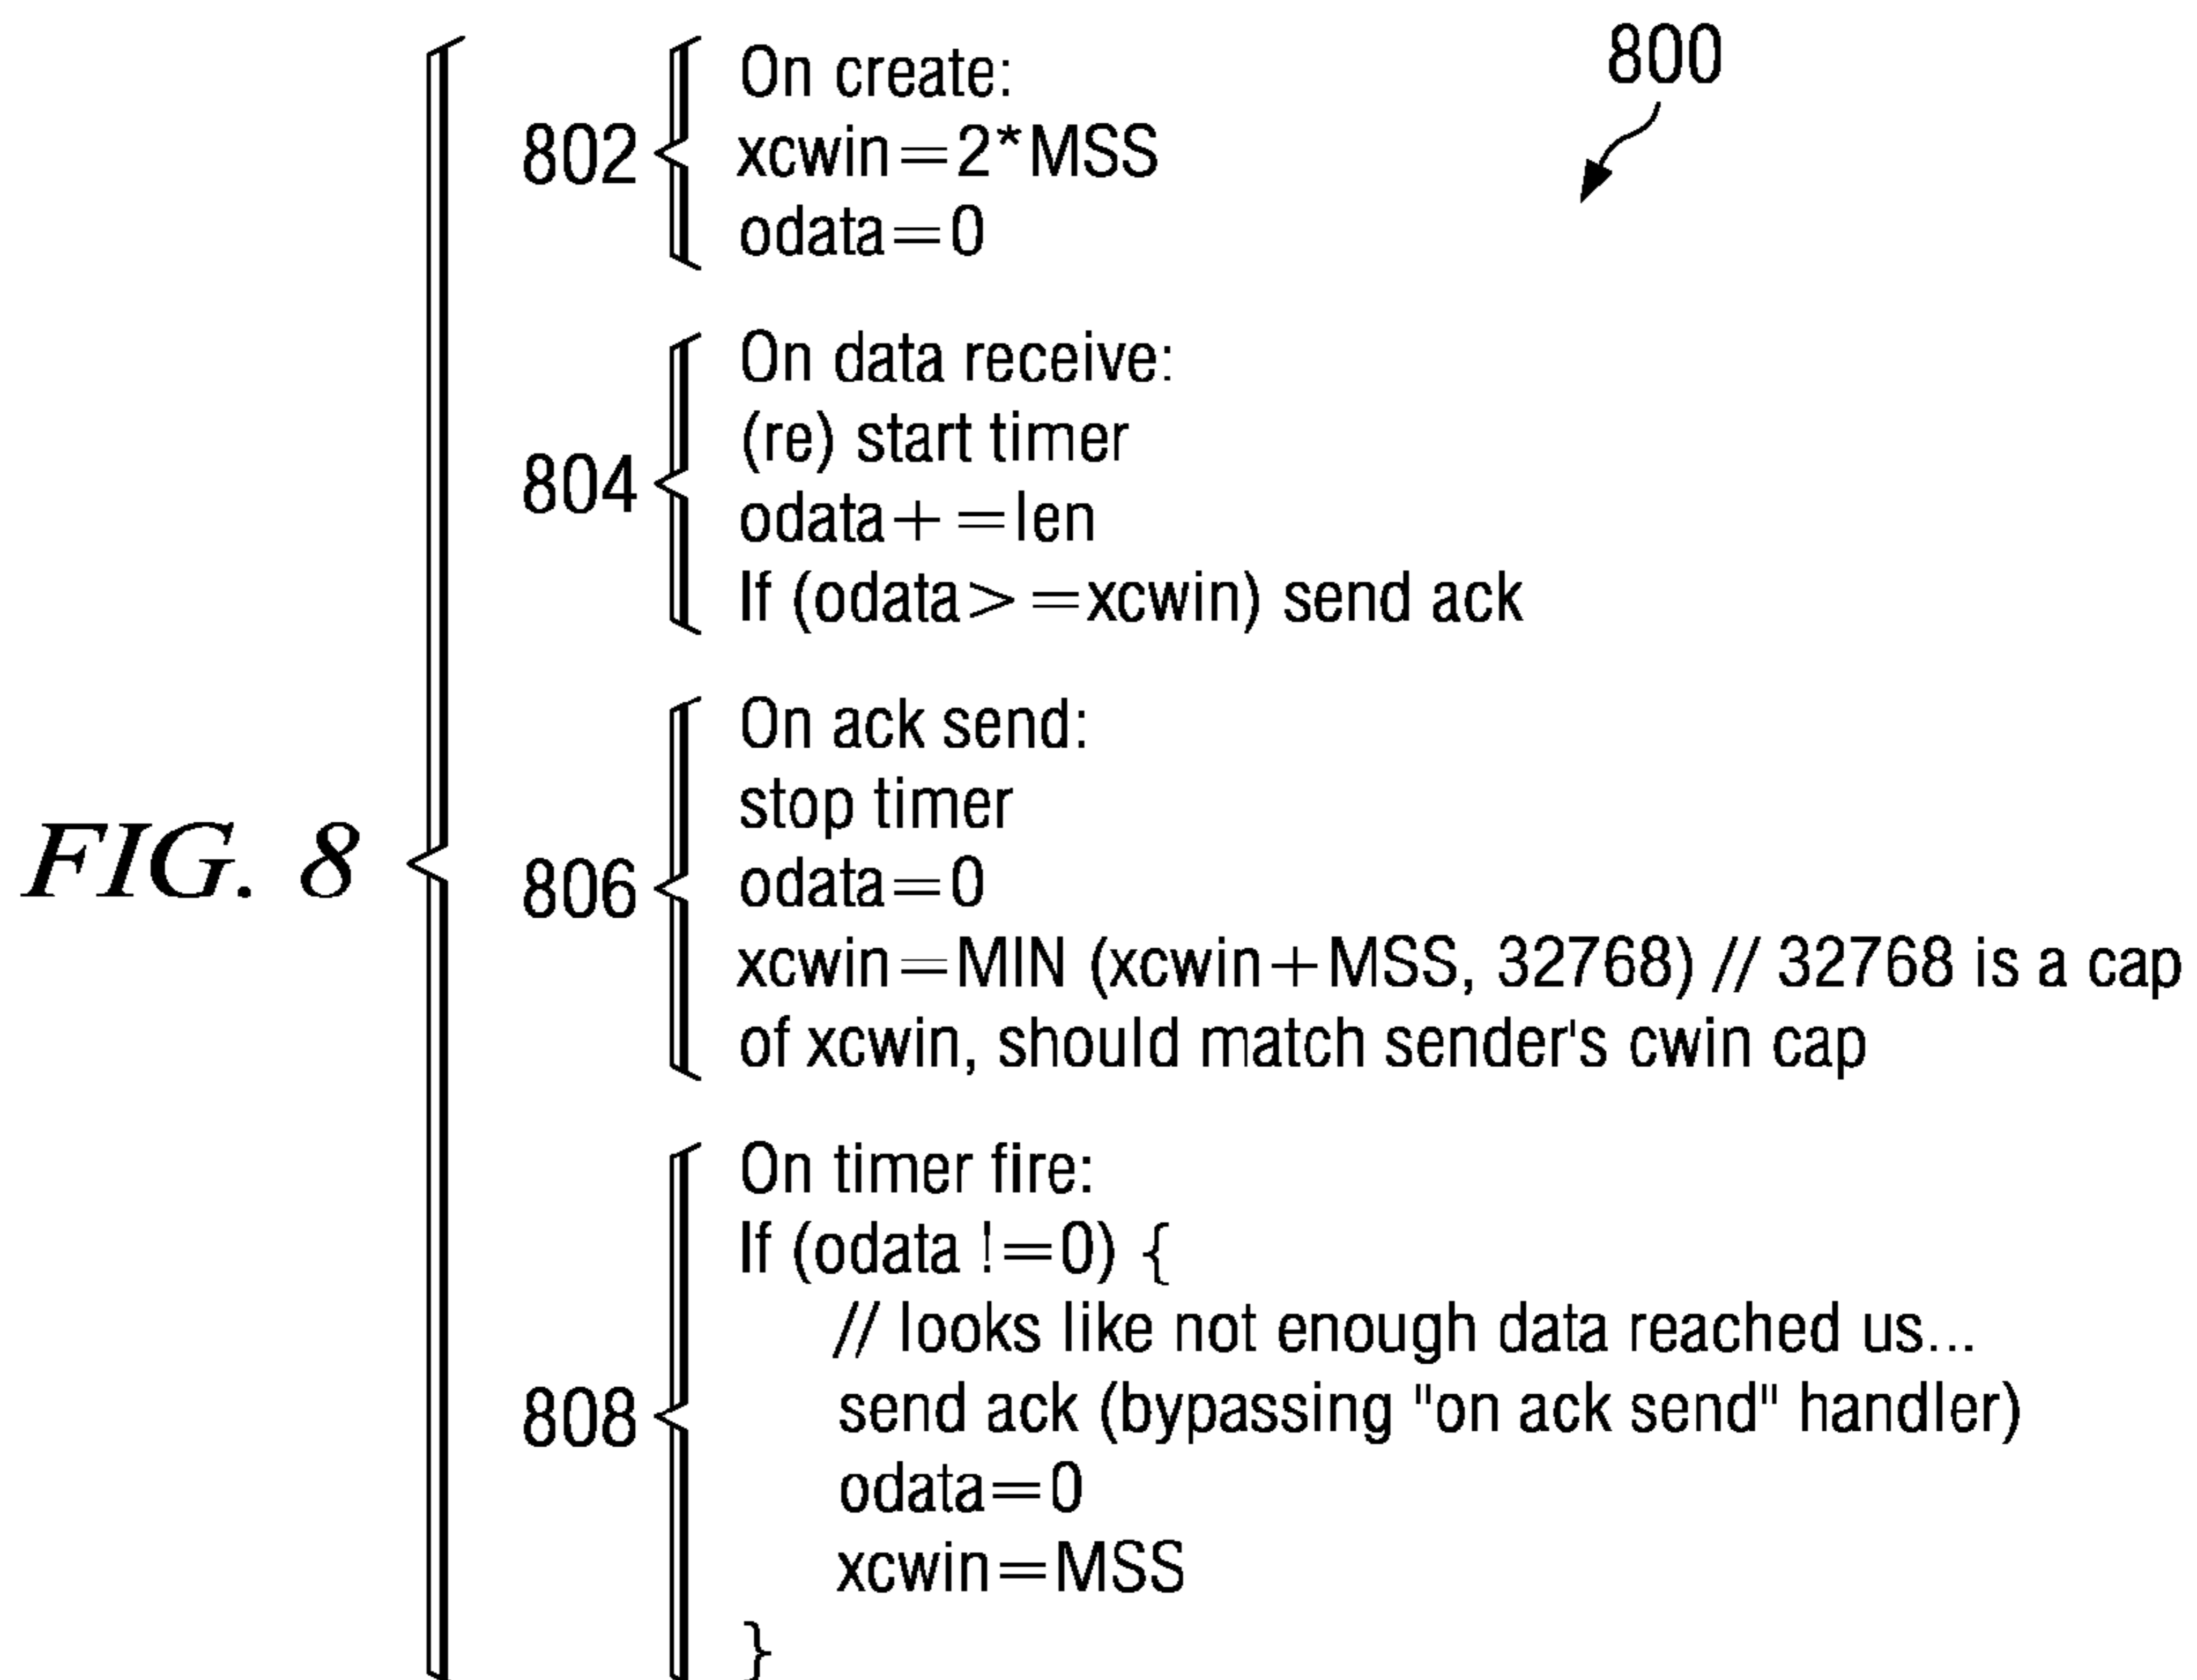 800
802
On create:
xcwin=2*MSS
odata=0
804
On data receive:
(re) start timer
odata+=len
If (odata>=xcwin) send ack
806
On ack send:
stop timer
odata=0
xcwin=MIN (xcwin+MSS, 32768) // 32768 is a cap
of xcwin, should match sender's cwin cap
808
On timer fire:
If (odata !=0) {
// looks like not enough data reached us...
send ack (bypassing "on ack send" handler)
odata=0
xcwin=MSS
}
FIG. 8